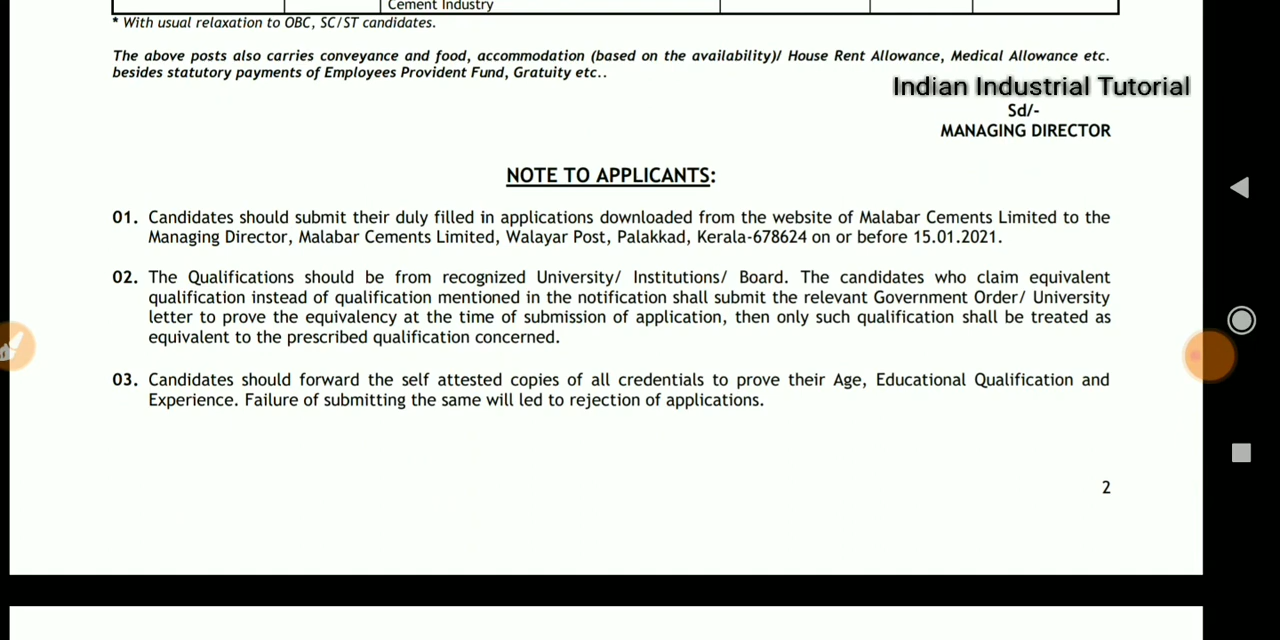 Cement Industry
* With usual relaxation to OBC, SC/ST candidates.
The above posts also carries conveyance and food, accommodation (based on the availability)/ House Rent Allowance, Medical Allowance etc.
besides statutory payments of Employees Provident Fund, Gratuity etc..
Indian Industrial Tutorial
Sd/-
MANAGING DIRECTOR
NOTE TO APPLICANTS:
01. Candidates should submit their duly filled in applications downloaded from the website of Malabar Cements Limited to the
Managing Director, Malabar Cements Limited, Walayar Post, Palakkad, Kerala-678624 on or before 15.01.2021.
02. The Qualifications should be from recognized University/ Institutions/ Board. The candidates who claim equivalent
qualification instead of qualification mentioned in the notification shall submit the relevant Government Order/ University
letter to prove the equivalency at the time of submission of application, then only such qualification shall be treated as
equivalent to the prescribed qualification concerned.
03. Candidates should forward the self attested copies of all credentials to prove their Age, Educational Qualification and
Experience. Failure of submitting the same will led to rejection of applications.
2